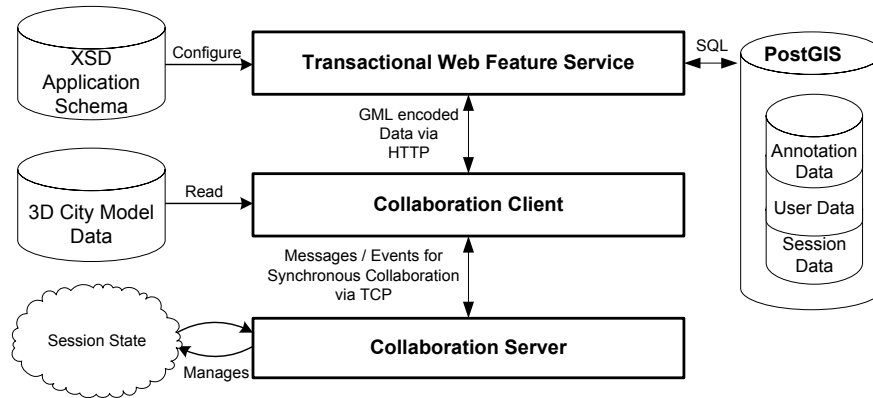 XSD
Application
Schema
Configure
Transactional Web Feature Service
SQL
PostGIS
GML encoded
Data via
HTTP
Annotation
Data
User Data
Session
Data
3D City Model
Data
Read
Collaboration Client
Messages / Events for
Synchronous Collaboration
via TCP
Session State
Manages
Collaboration Server